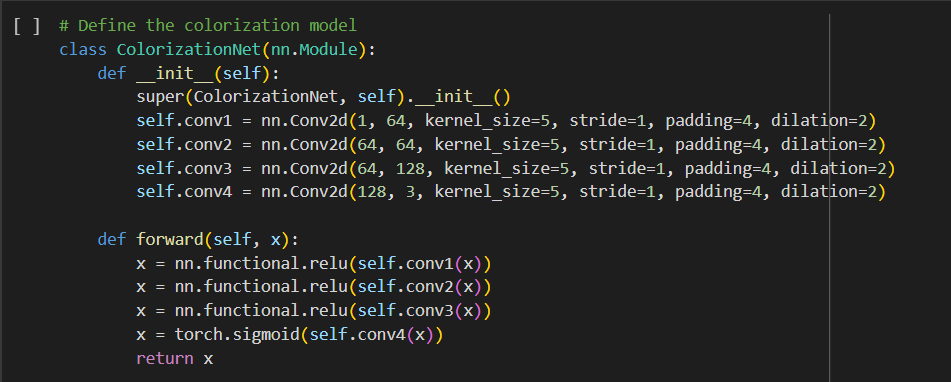 [ ] # Define the colorization model
class ColorizationNet(nn.Module):
    def __init__(self):
        super(ColorizationNet, self).__init__()
        self.conv1 = nn.Conv2d(1, 64, kernel_size=5, stride=1, padding=4, dilation=2)
        self.conv2 = nn.Conv2d(64, 64, kernel_size=5, stride=1, padding=4, dilation=2)
        self.conv3 = nn.Conv2d(64, 128, kernel_size=5, stride=1, padding=4, dilation=2)
        self.conv4 = nn.Conv2d(128, 3, kernel_size=5, stride=1, padding=4, dilation=2)

    def forward(self, x):
        x = nn.functional.relu(self.conv1(x))
        x = nn.functional.relu(self.conv2(x))
        x = nn.functional.relu(self.conv3(x))
        x = torch.sigmoid(self.conv4(x))
        return x